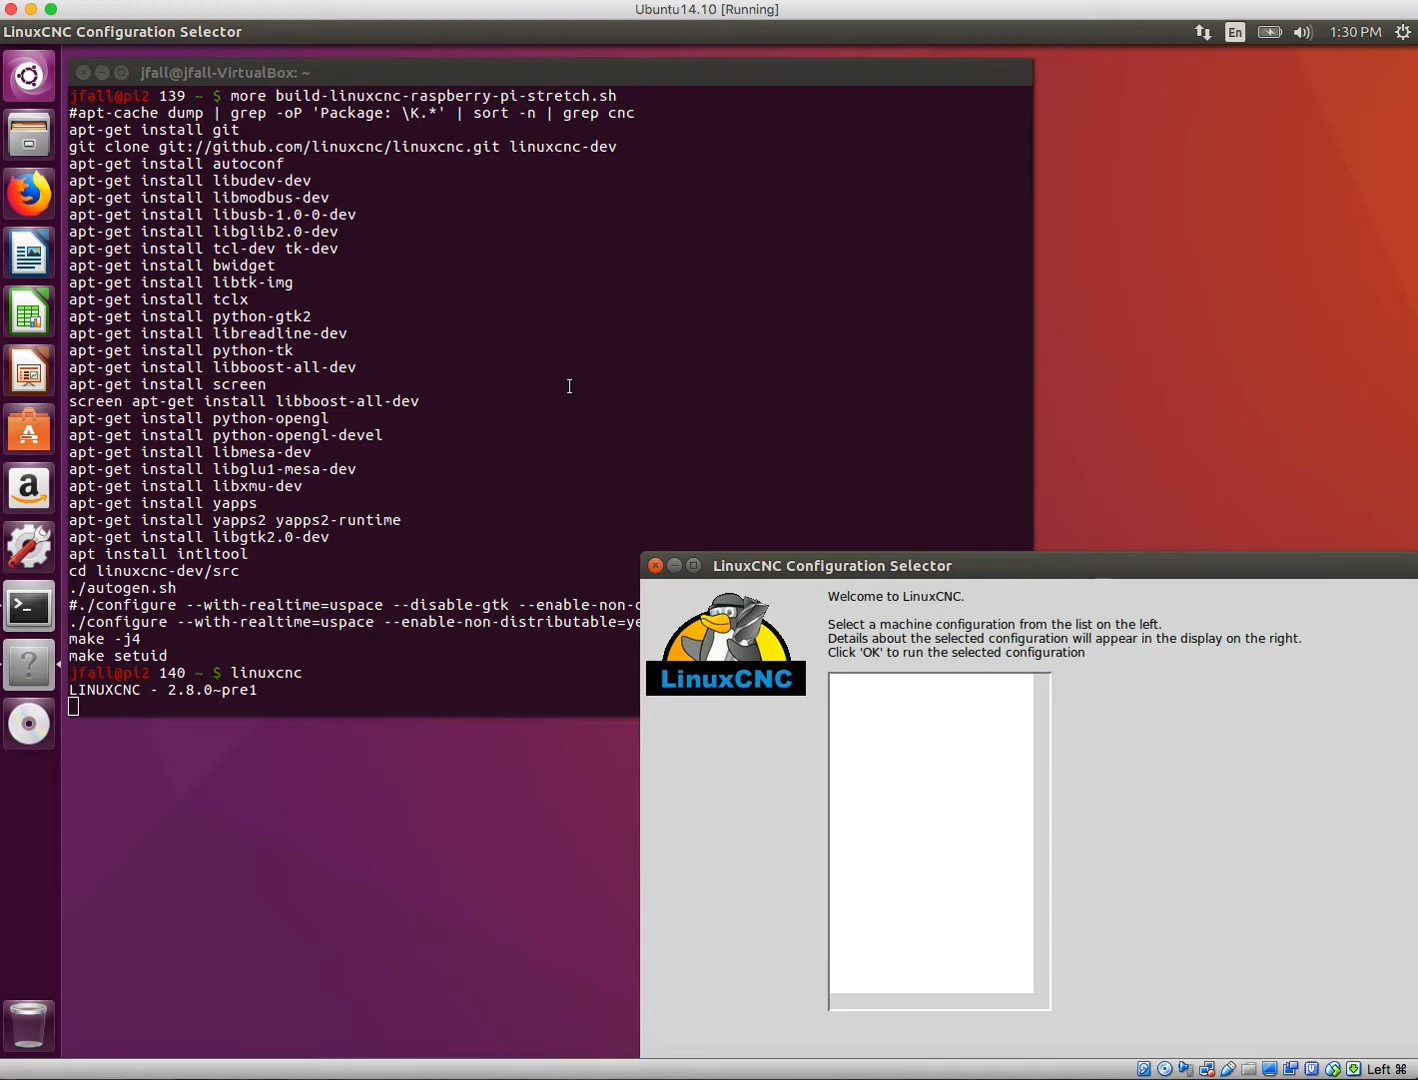 Ubuntu14.10 [Running]
LinuxCNC Configuration Selector
En
1:30 PM
jfall@jfall-VirtualBox: ~
jfall@pi2 139 ~ $ more build-linuxcnc-raspberry-pi-stretch.sh
#apt-cache dump | grep -oP 'Package: \K.*' | sort -n | grep cnc
apt-get install git
git clone git://github.com/linuxcnc/linuxcnc.git linuxcnc-dev
apt-get install autoconf
apt-get install libudev-dev
apt-get install libmodbus-dev
apt-get install libusb-1.0-0-dev
apt-get install libglib2.0-dev
apt-get install tcl-dev tk-dev
apt-get install bwidget
apt-get install libtk-img
apt-get install tclx
apt-get install python-gtk2
apt-get install libreadline-dev
apt-get install python-tk
apt-get install libboost-all-dev
apt-get install screen
screen apt-get install libboost-all-dev
apt-get install python-opengl
apt-get install python-opengl-devel
apt-get install libmesa-dev
apt-get install libglu1-mesa-dev
apt-get install libxmu-dev
apt-get install yapps
apt-get install yapps2 yapps2-runtime
apt-get install libgtk2.0-dev
apt install intltool
cd linuxcnc-dev/src
./autogen.sh
#./configure --with-realtime=uspace --disable-gtk --enable-non-
./configure --with-realtime=uspace --enable-non-distributable=ye
make -j4
make setuid
jfall@pi2 140 ~ $ linuxcnc
LINUXCNC - 2.8.0~pre1
LinuxCNC Configuration Selector
LinuxCNC
Welcome to LinuxCNC.
Select a machine configuration from the list on the left.
Details about the selected configuration will appear in the display on the right.
Click 'OK' to run the selected configuration
Left ⌘